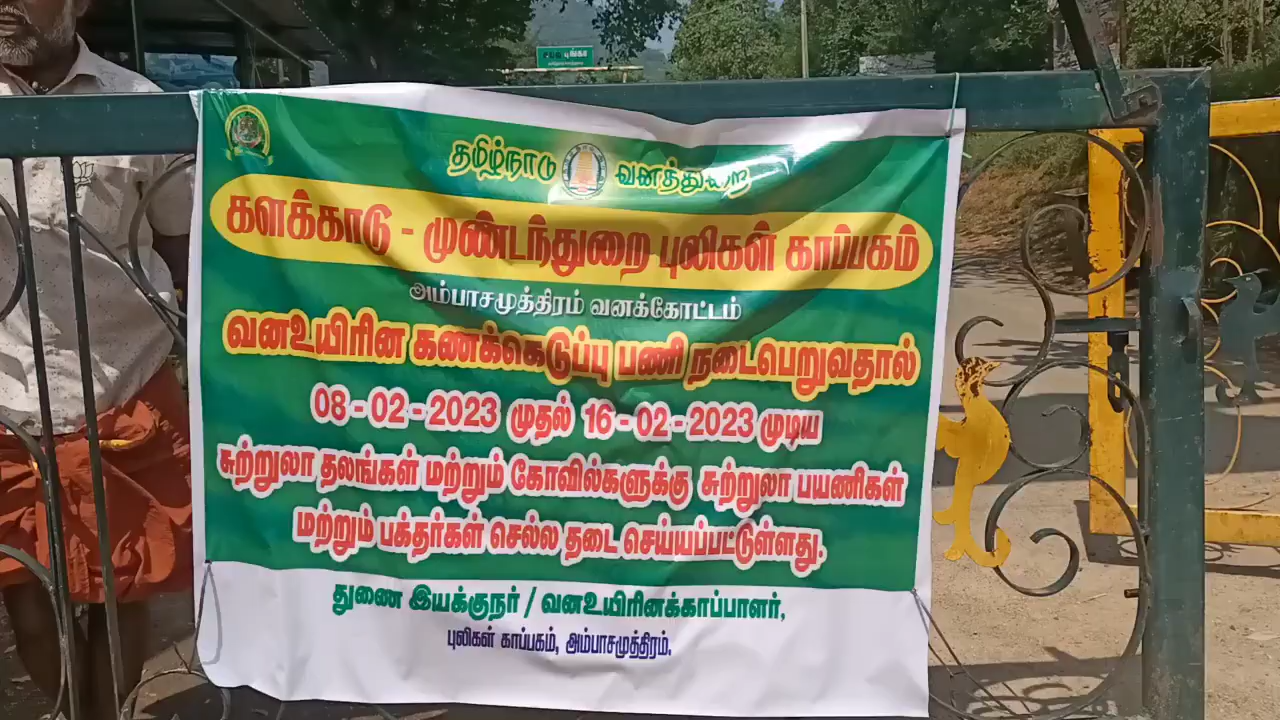 தமிழ்நாடு வனத்துறை
களக்காடு - முண்டந்துறை புலிகள் காப்பகம்
அம்பாசமுத்திரம் வனக்கோட்டம்
வனஉயிரின கணக்கெடுப்பு பணி நடைபெறுவதால்
08-02-2023 முதல் 16-02-2023 முடிய
சுற்றுலா தலங்கள் மற்றும் கோவில்களுக்கு சுற்றுலா பயணிகள்
மற்றும் பக்தர்கள் செல்ல தடை செய்யப்பட்டுள்ளது.
துணை இயக்குநர் / வனஉயிரினக்காப்பாளர்,
புலிகள் காப்பகம், அம்பாசமுத்திரம்.